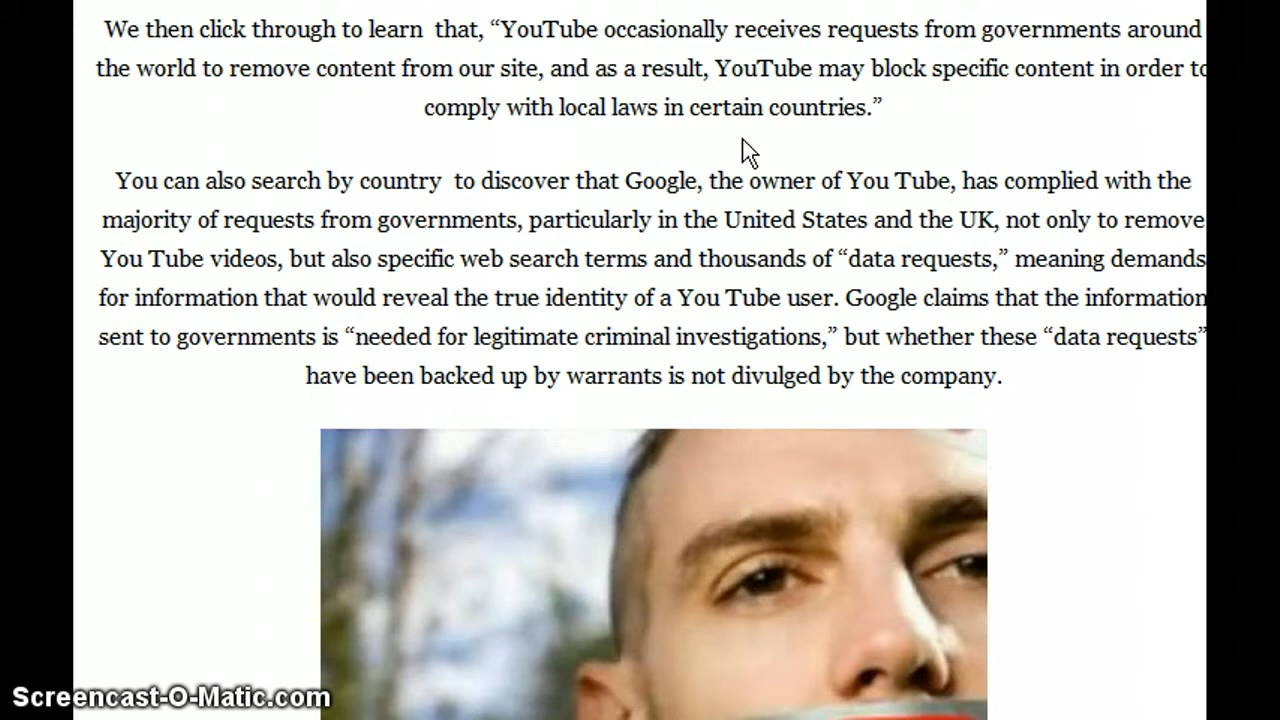 We then click through to learn  that, “YouTube occasionally receives requests from governments around
the world to remove content from our site, and as a result, YouTube may block specific content in order to
comply with local laws in certain countries.”
You can also search by country  to discover that Google, the owner of You Tube, has complied with the
majority of requests from governments, particularly in the United States and the UK, not only to remove
You Tube videos, but also specific web search terms and thousands of “data requests,” meaning demands
for information that would reveal the true identity of a You Tube user. Google claims that the information
sent to governments is “needed for legitimate criminal investigations,” but whether these “data requests”
have been backed up by warrants is not divulged by the company.
Screencast-O-Matic.com